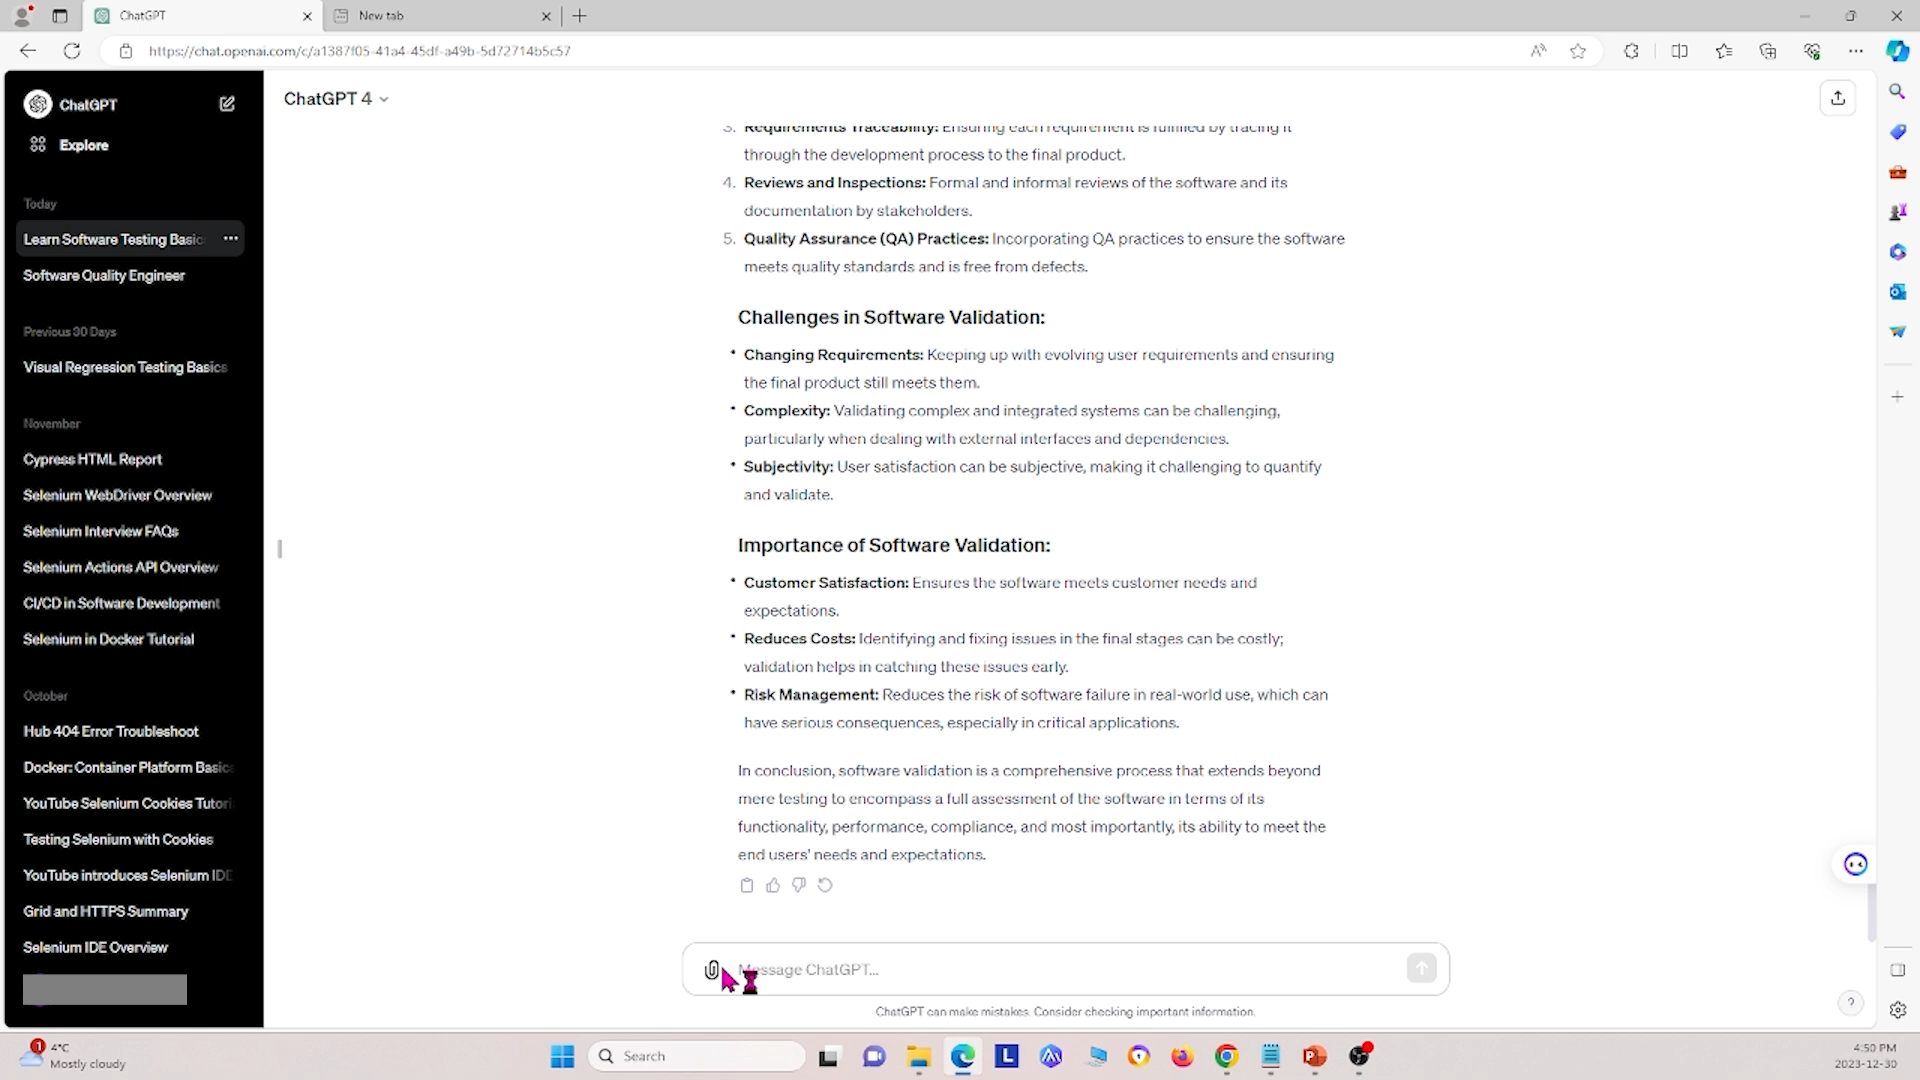 ChatGPT
New tab
https://chat.openai.com/c/a1387f05-41a4-45df-a49b-5d72714b5c57
ChatGPT
Explore
Today
Learn Software Testing Basic
Software Quality Engineer
Previous 30 Days
Visual Regression Testing Basics
November
Cypress HTML Report
Selenium WebDriver Overview
Selenium Interview FAQs
Selenium Actions API Overview
CI/CD in Software Development
Selenium in Docker Tutorial
October
Hub 404 Error Troubleshoot
Docker: Container Platform Basics
YouTube Selenium Cookies Tutori
Testing Selenium with Cookies
YouTube introduces Selenium IDE
Grid and HTTPS Summary
Selenium IDE Overview
ChatGPT 4
3. Requirements Traceability: Ensuring each requirement is fulfilled by tracing it
through the development process to the final product.
4. Reviews and Inspections: Formal and informal reviews of the software and its
documentation by stakeholders.
5. Quality Assurance (QA) Practices: Incorporating QA practices to ensure the software
meets quality standards and is free from defects.
Challenges in Software Validation:
• Changing Requirements: Keeping up with evolving user requirements and ensuring
the final product still meets them.
• Complexity: Validating complex and integrated systems can be challenging,
particularly when dealing with external interfaces and dependencies.
• Subjectivity: User satisfaction can be subjective, making it challenging to quantify
and validate.
Importance of Software Validation:
• Customer Satisfaction: Ensures the software meets customer needs and
expectations.
• Reduces Costs: Identifying and fixing issues in the final stages can be costly;
validation helps in catching these issues early.
• Risk Management: Reduces the risk of software failure in real-world use, which can
have serious consequences, especially in critical applications.
In conclusion, software validation is a comprehensive process that extends beyond
mere testing to encompass a full assessment of the software in terms of its
functionality, performance, compliance, and most importantly, its ability to meet the
end users' needs and expectations.
Message ChatGPT...
ChatGPT can make mistakes. Consider checking important information.
?
1
4°C
Mostly cloudy
Search
L
4:50 PM
2023-12-30